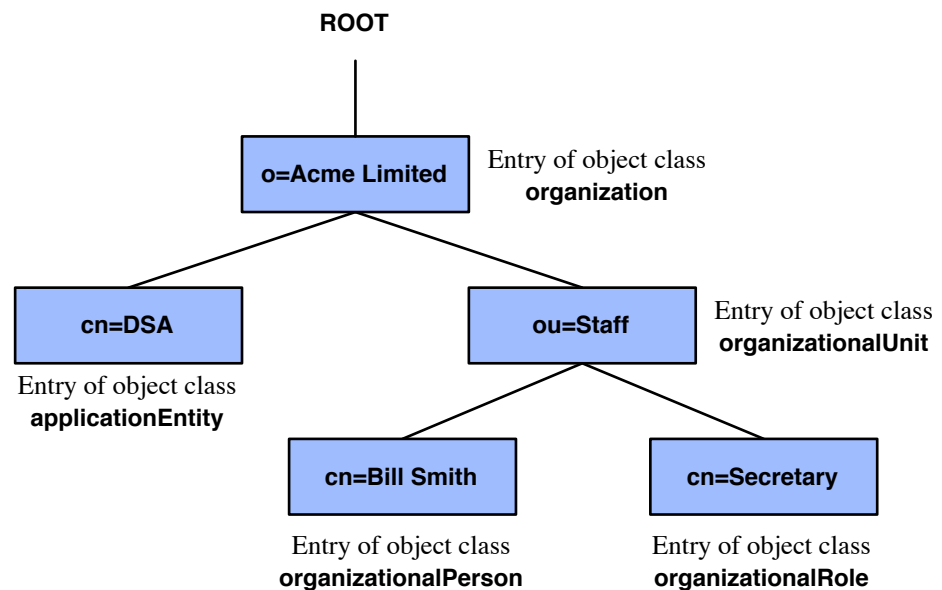 ROOT
o=Acme Limited
Entry of object class
organization
cn=DSA
Entry of object class
applicationEntity
ou=Staff
Entry of object class
organizationalUnit
cn=Bill Smith
Entry of object class
organizationalPerson
cn=Secretary
Entry of object class
organizationalRole